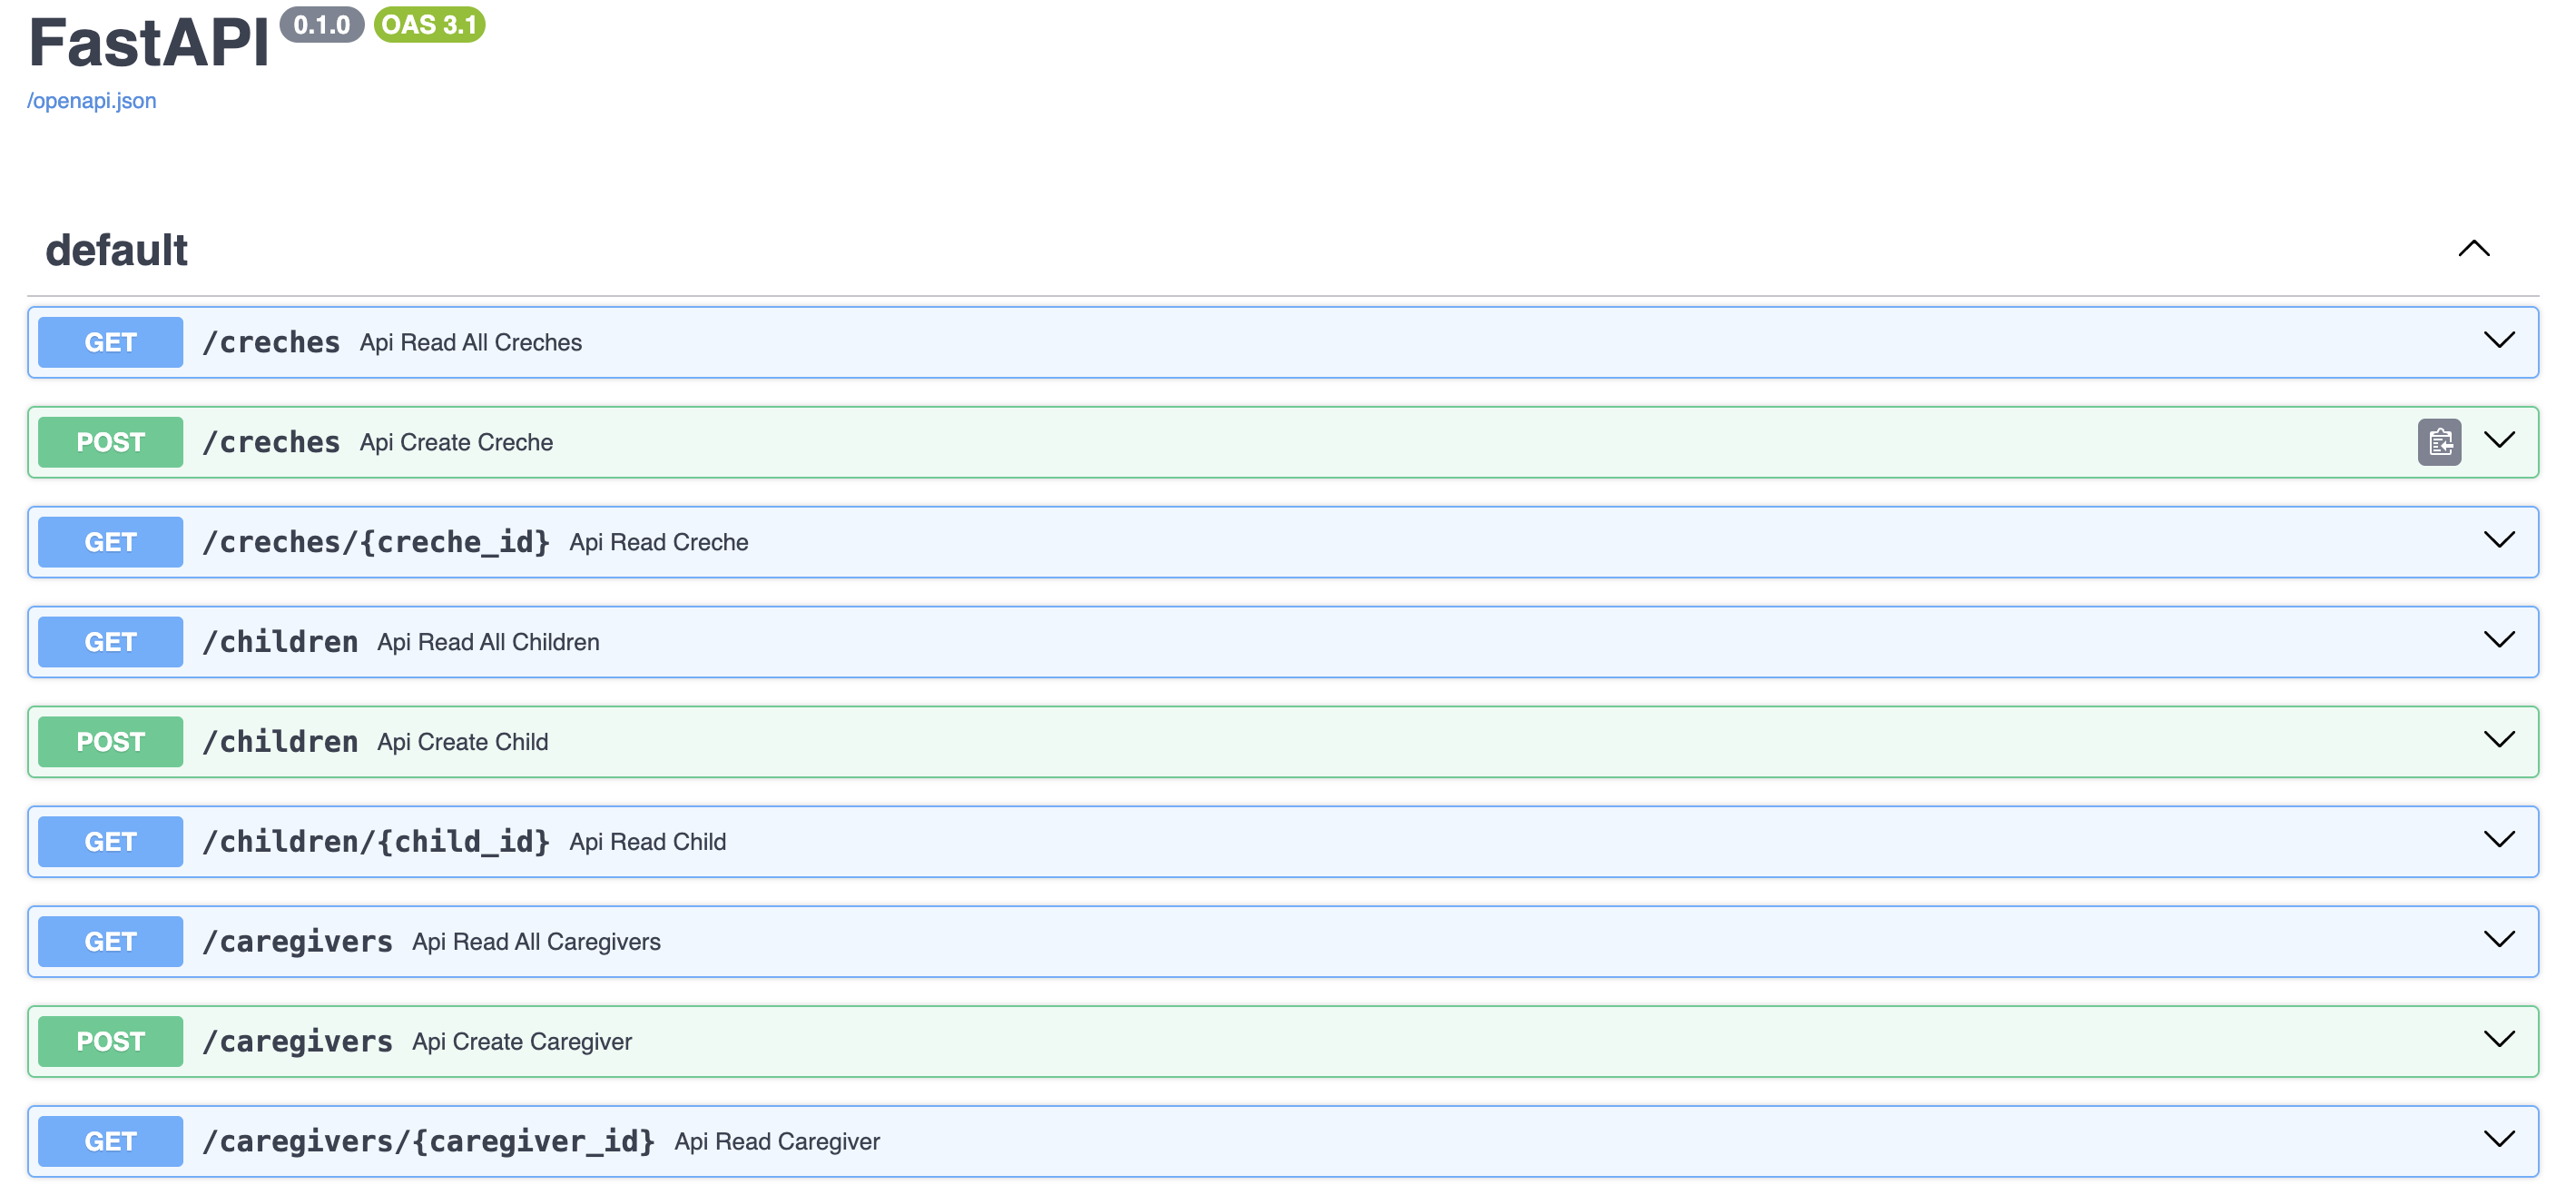 FastAPI 0.1.0 OAS 3.1
/openapi.json
default
GET /creches Api Read All Creches
POST /creches Api Create Creche
GET /creches/{creche_id} Api Read Creche
GET /children Api Read All Children
POST /children Api Create Child
GET /children/{child_id} Api Read Child
GET /caregivers Api Read All Caregivers
POST /caregivers Api Create Caregiver
GET /caregivers/{caregiver_id} Api Read Caregiver